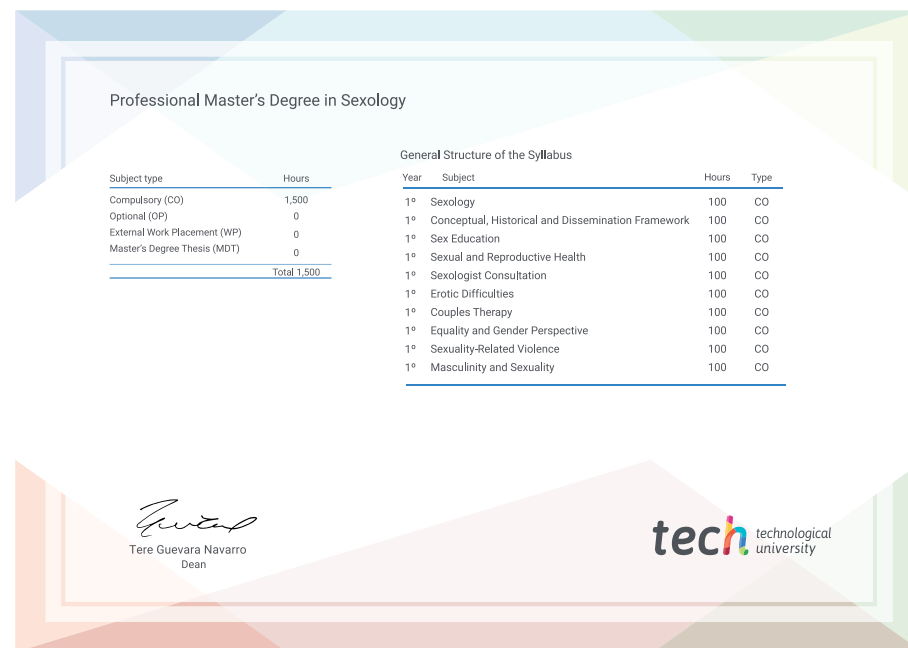 Professional Master's Degree in Sexology
Subject type Hours
Compulsory (CO) 1,500
Optional (OP) 0
External Work Placement (WP) 0
Master's Degree Thesis (MDT) 0
Total 1,500
General Structure of the Syllabus
Year Subject Hours Type
1º Sexology 100 CO
1º Conceptual, Historical and Dissemination Framework 100 CO
1º Sex Education 100 CO
1º Sexual and Reproductive Health 100 CO
1º Sexologist Consultation 100 CO
1º Erotic Difficulties 100 CO
1º Couples Therapy 100 CO
1º Equality and Gender Perspective 100 CO
1º Sexuality-Related Violence 100 CO
1º Masculinity and Sexuality 100 CO
Tere Guevara Navarro
Dean
tech technological
university